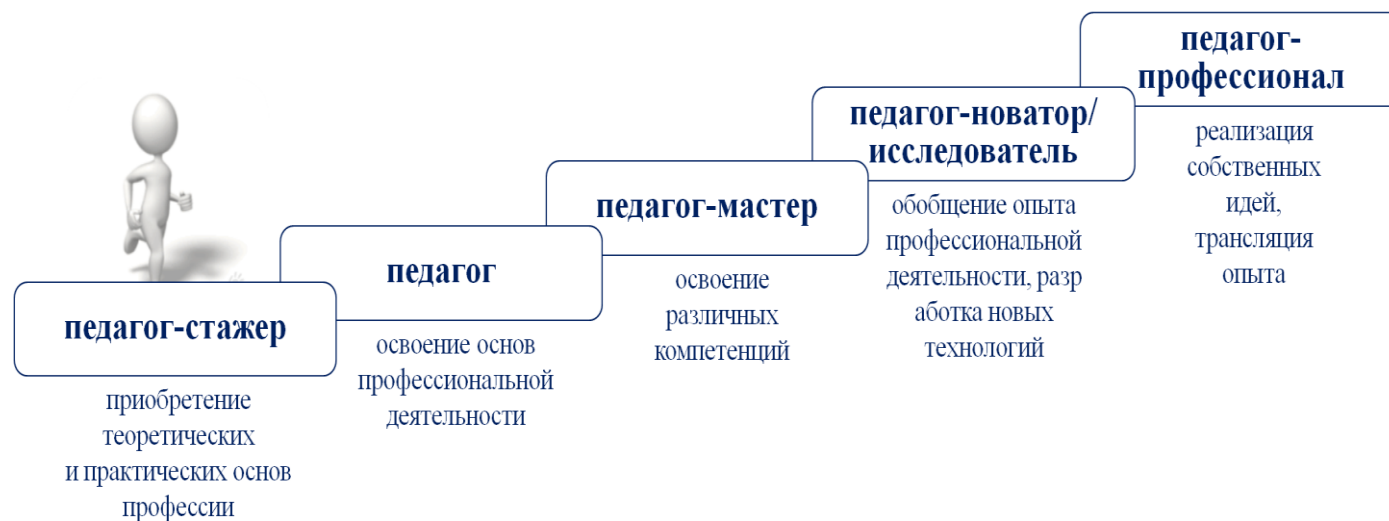 педагог-стажер
приобретение
теоретических
и практических основ
профессии
педагог
освоение основ
профессиональной
деятельности
педагог-мастер
освоение
различных
компетенций
педагог-новатор/
исследователь
обобщение опыта
профессиональной
деятельности, разр
аботка новых
технологий
педагог-
профессионал
реализация
собственных
идей,
трансляция
опыта